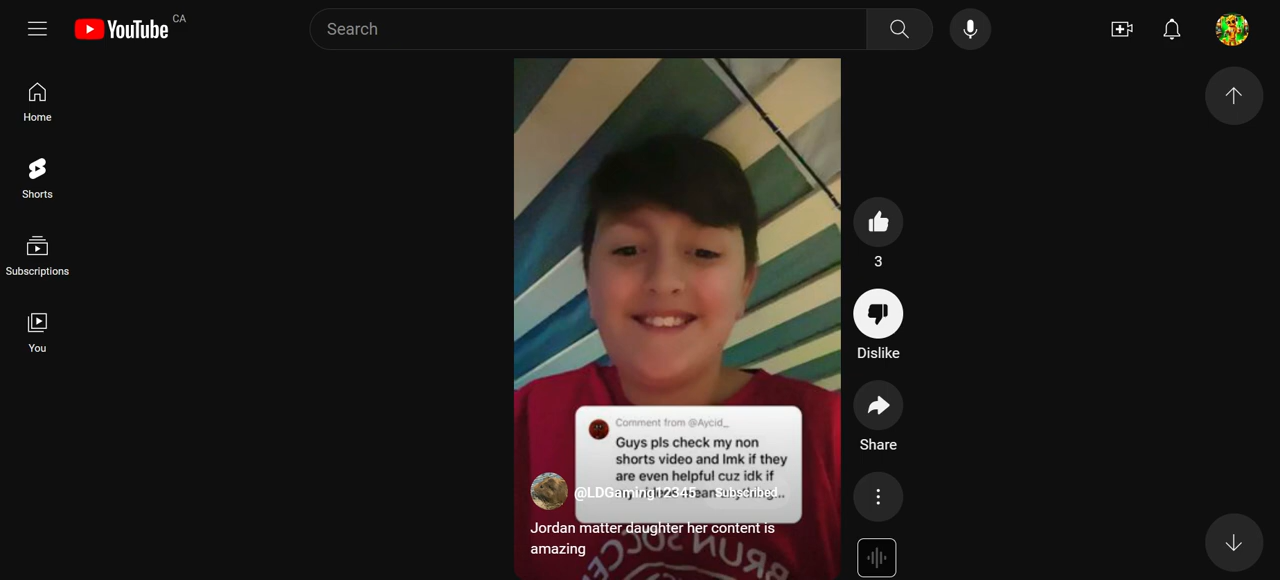 YouTube CA
Search
Home
Shorts
Subscriptions
You
3
Dislike
Share
Comment from @Aycid_
Guys pls check my non
shorts video and lmk if they
are even helpful cuz idk if
@LDGaming12345 Subscribed
Jordan matter daughter her content is
amazing
BRUN SOCCE